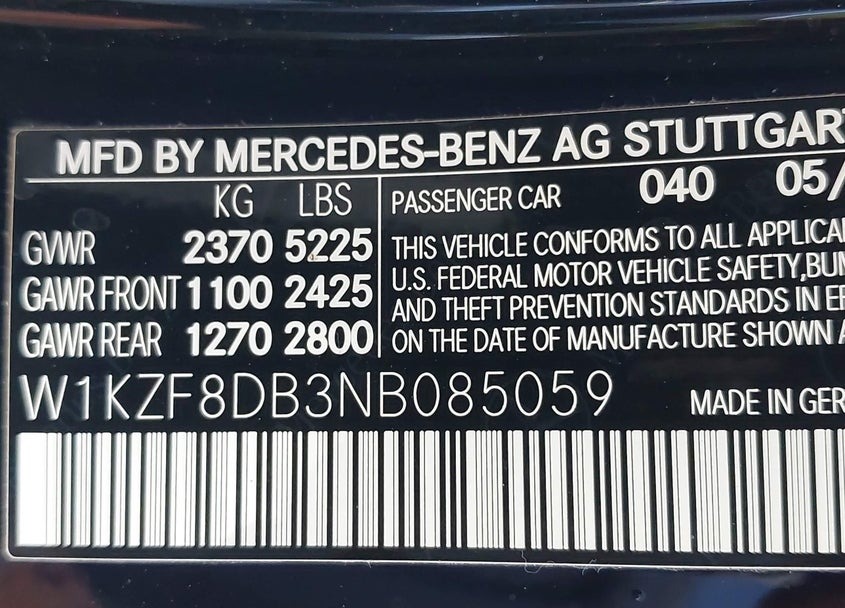 MFD BY MERCEDES-BENZ AG STUTTGAR
KG LBS
GVWR 2370 5225
GAWR FRONT 1100 2425
GAWR REAR 1270 2800
PASSENGER CAR 040 05/
THIS VEHICLE CONFORMS TO ALL APPLICA
U.S. FEDERAL MOTOR VEHICLE SAFETY,BUM
AND THEFT PREVENTION STANDARDS IN EF
ON THE DATE OF MANUFACTURE SHOWN A
W1KZF8DB3NB085059
MADE IN GER